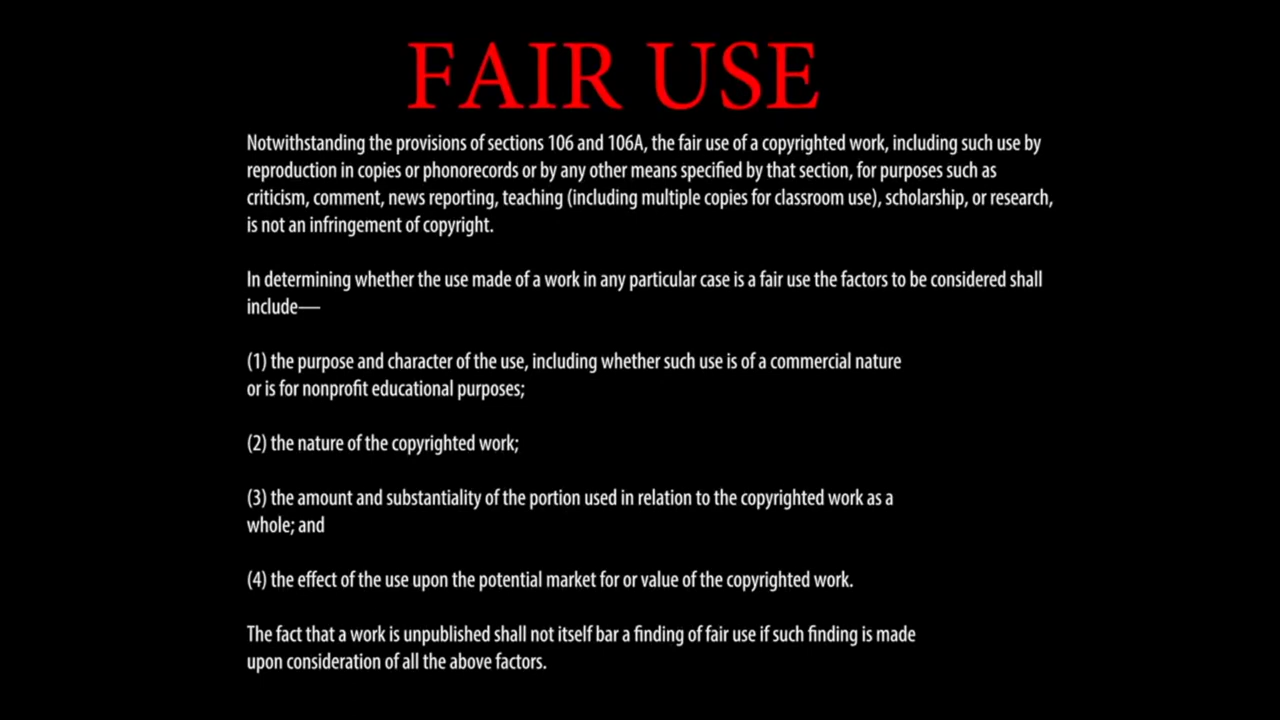 FAIR USE
Notwithstanding the provisions of sections 106 and 106A, the fair use of a copyrighted work, including such use by
reproduction in copies or phonorecords or by any other means specified by that section, for purposes such as
criticism, comment, news reporting, teaching (including multiple copies for classroom use), scholarship, or research,
is not an infringement of copyright.
In determining whether the use made of a work in any particular case is a fair use the factors to be considered shall
include—
(1) the purpose and character of the use, including whether such use is of a commercial nature
or is for nonprofit educational purposes;
(2) the nature of the copyrighted work;
(3) the amount and substantiality of the portion used in relation to the copyrighted work as a
whole; and
(4) the effect of the use upon the potential market for or value of the copyrighted work.
The fact that a work is unpublished shall not itself bar a finding of fair use if such finding is made
upon consideration of all the above factors.